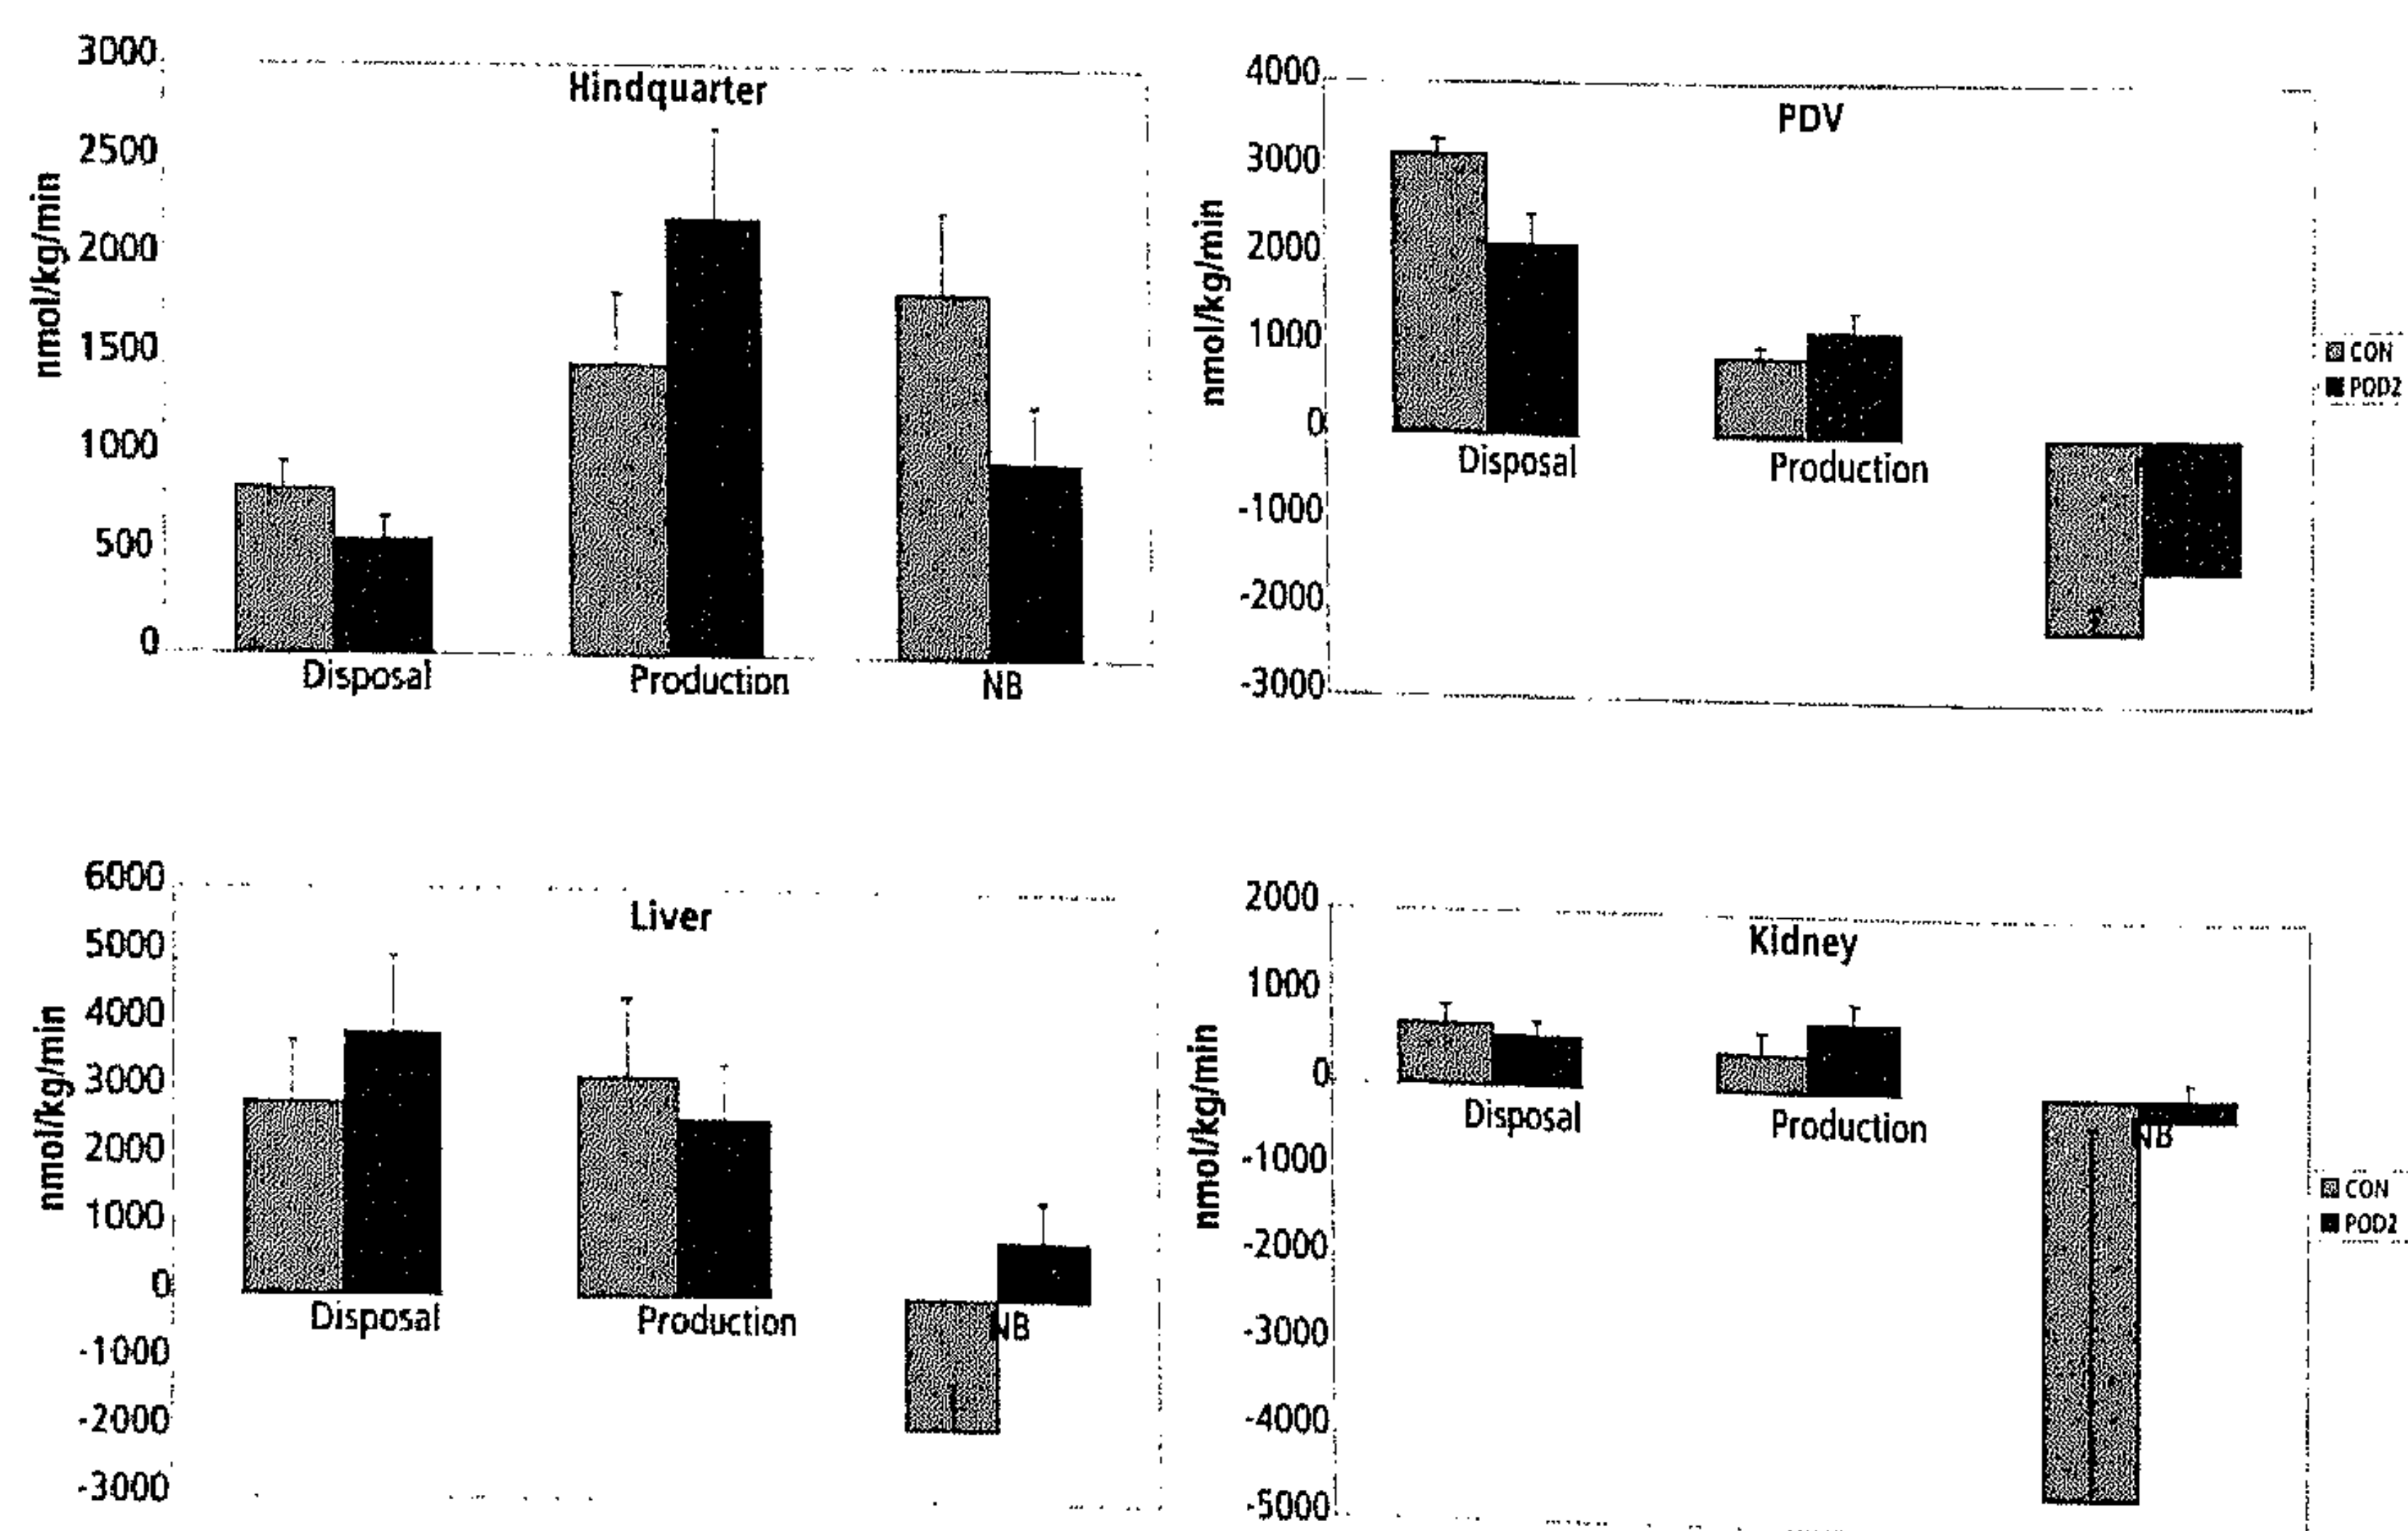 Hindquarter
nmol/kg/min
3000
2500
2000
1500
1000
500
0
Disposal
Production
NB
PDV
nmol/kg/min
4000
3000
2000
1000
0
-1000
-2000
-3000
Disposal
Production
CON
POD2
Liver
nmol/kg/min
6000
5000
4000
3000
2000
1000
0
-1000
-2000
-3000
Disposal
Production
NB
Kidney
nmol/kg/min
2000
1000
0
-1000
-2000
-3000
-4000
-5000
Disposal
Production
NB
CON
POD2